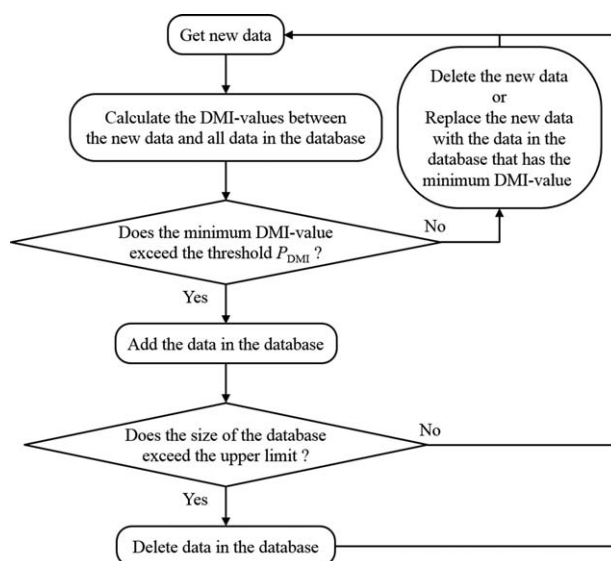 Get new data
Calculate the DMI-values between
the new data and all data in the database
Delete the new data
or
Replace the new data
with the data in the
database that has the
minimum DMI-value
Does the minimum DMI-value
exceed the threshold P_DMI ?
No
Yes
Add the data in the database
Does the size of the database
exceed the upper limit ?
No
Yes
Delete data in the database